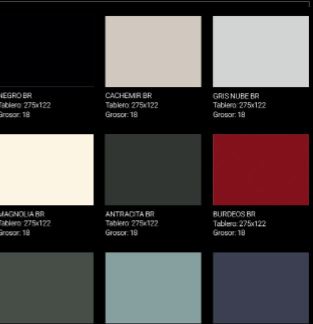 NEGRO BR
Tablero: 275x122
Grosor: 18
CACHEMIR BR
Tablero: 275x122
Grosor: 18
GRIS NUBE BR
Tablero: 275x122
Grosor: 18
MAGNOLIA BR
Tablero: 275x122
Grosor: 18
ANTRACITA BR
Tablero: 275x122
Grosor: 18
BURDEOS BR
Tablero: 275x122
Grosor: 18